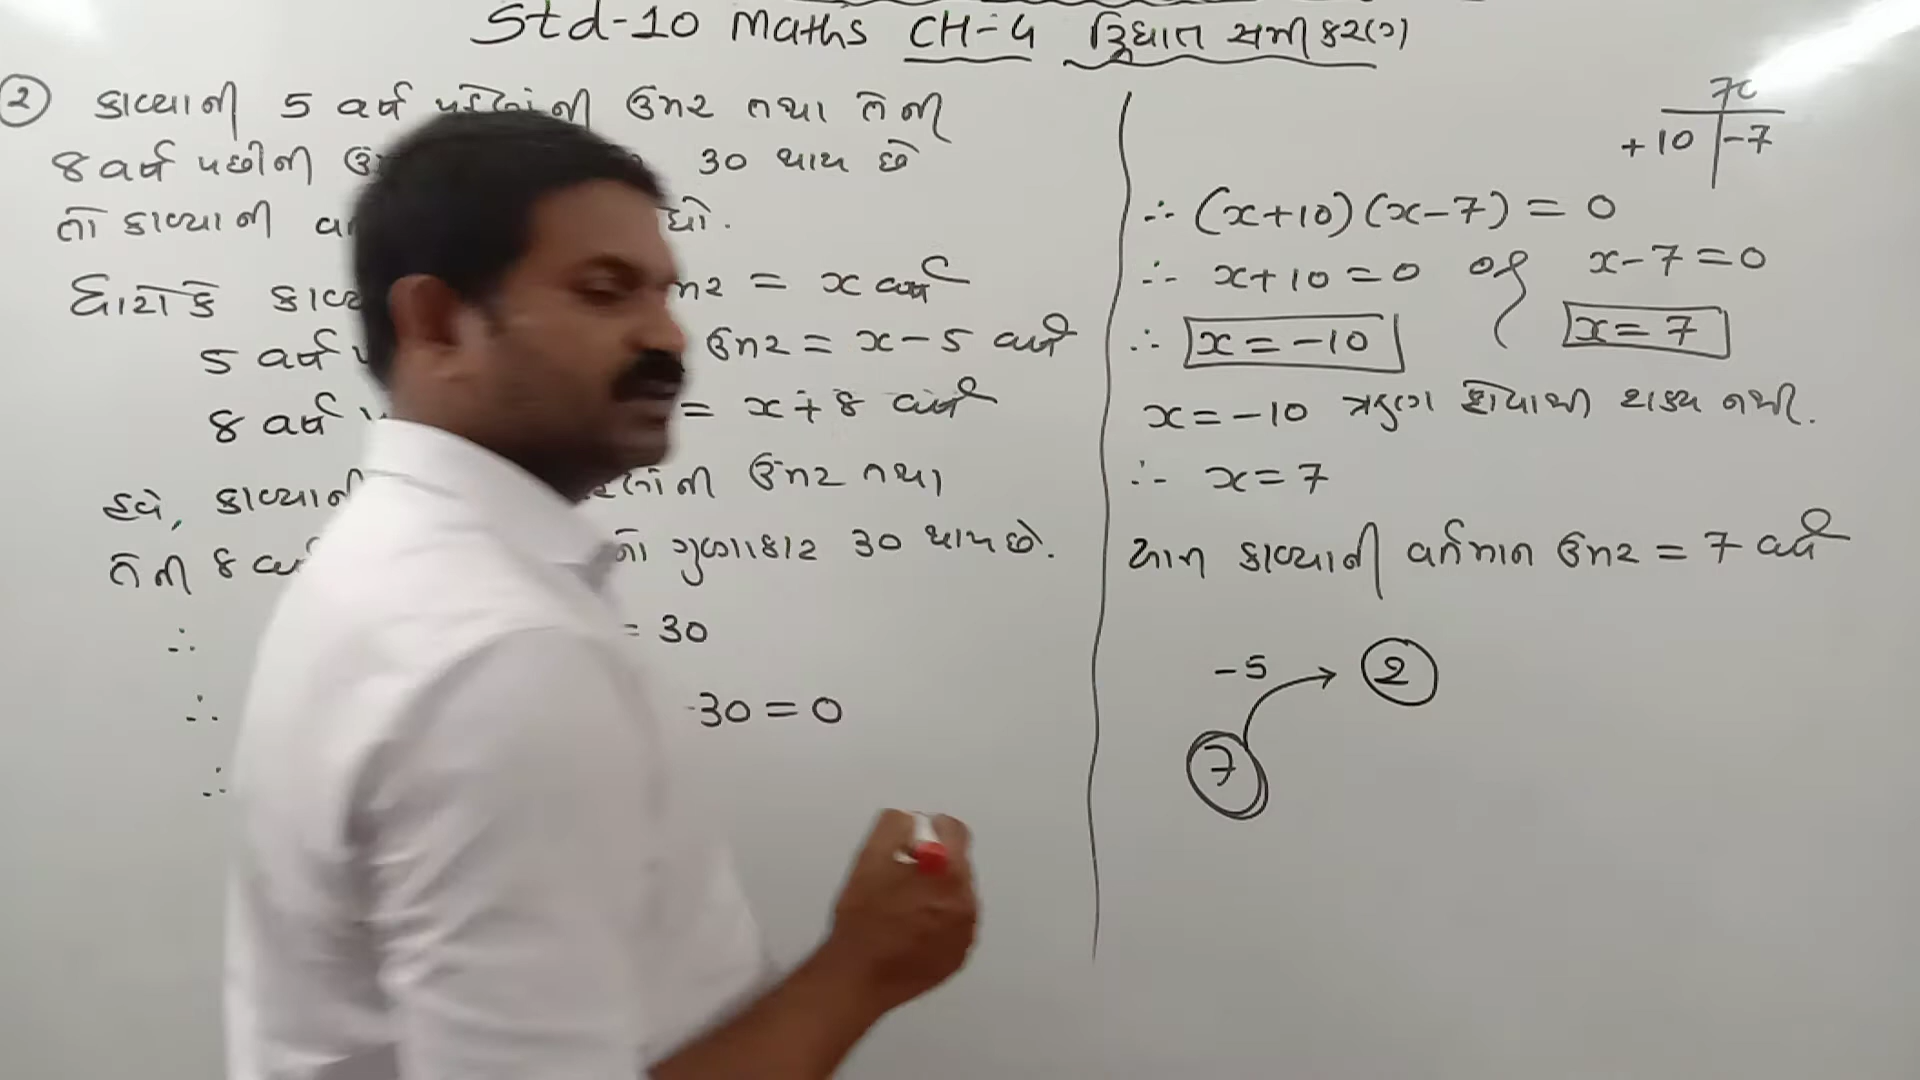 Std-10 Maths CH-4 દ્વિઘાત સમીકરણ
2 કાવ્યાની 5 વર્ષ પહેલાંની ઉંમર તથા તેની
8 વર્ષ પછીની 30 થાય છે
તો કાવ્યાની
ધારો કે = x વર્ષ
5 વર્ષ ઉંમર = x - 5 વર્ષ
8 વર્ષ = x + 8 વર્ષ
હવે, કાવ્યાની ઉંમર તથા
તેની 8 ગુણાકાર 30 થાય છે.
∴ = 30
∴ -30 = 0
∴
78
+10 -7
∴ (x+10) (x-7) = 0
∴ x+10 = 0 or x-7 = 0
∴ x = -10 x = 7
x = -10 ઋણ હોવાથી શક્ય નથી.
∴ x = 7
આમ કાવ્યાની વર્તમાન ઉંમર = 7 વર્ષ
-5 2
7